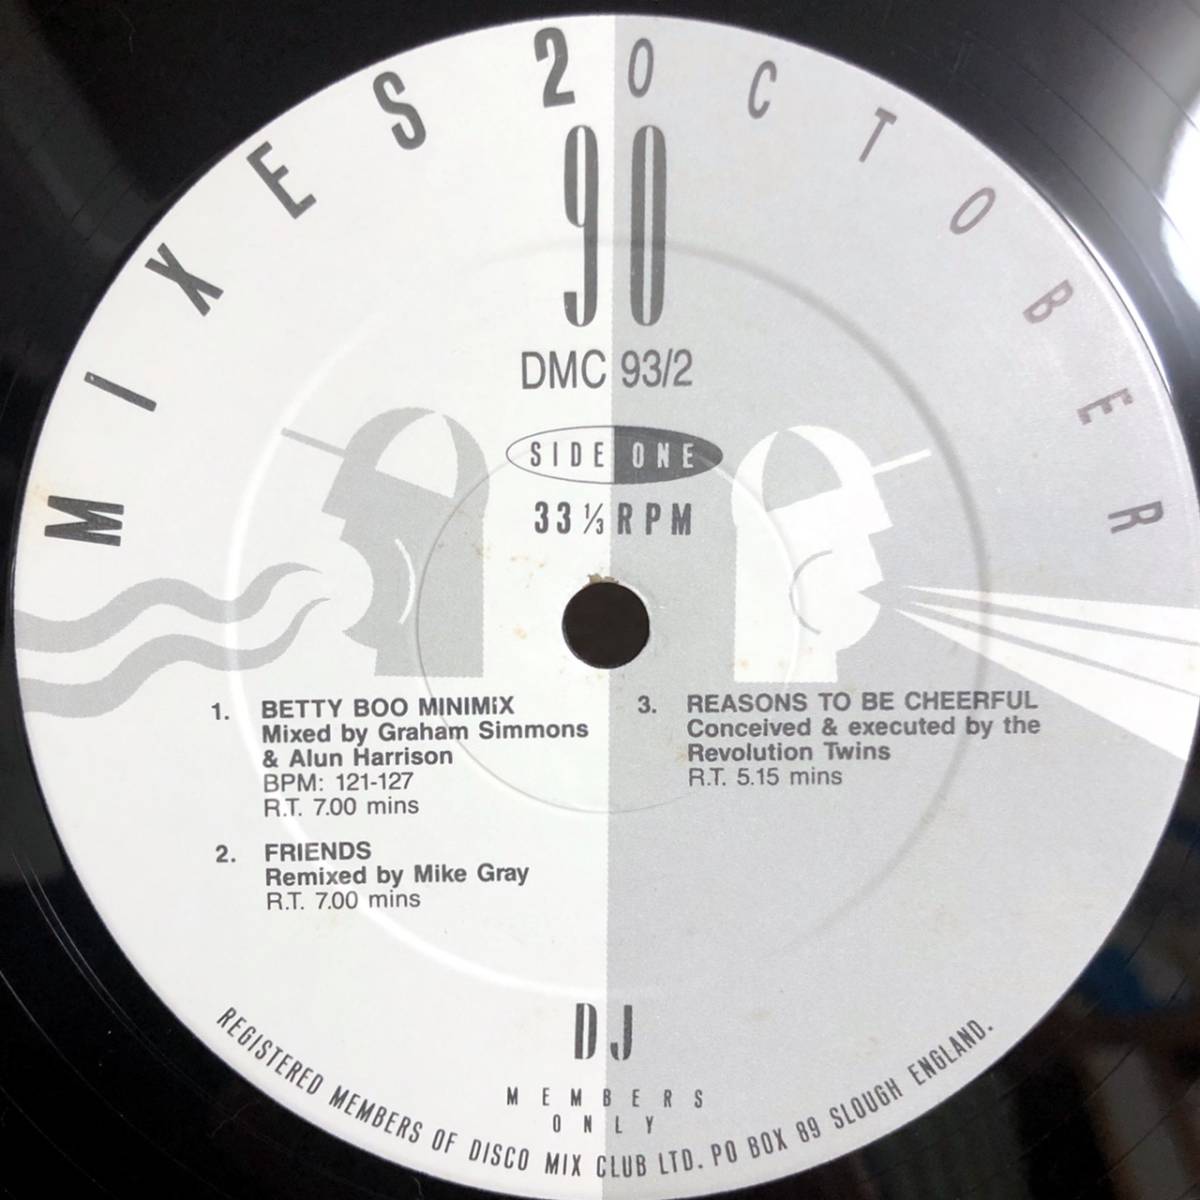 MIXES 2 OCTOBER
90
DMC 93/2
SIDE ONE
33 ⅓ RPM
1. BETTY BOO MINIMiX
Mixed by Graham Simmons
& Alun Harrison
BPM: 121-127
R.T. 7.00 mins
2. FRIENDS
Remixed by Mike Gray
R.T. 7.00 mins
3. REASONS TO BE CHEERFUL
Conceived & executed by the
Revolution Twins
R.T. 5.15 mins
DJ
MEMBERS
ONLY
REGISTERED MEMBERS OF DISCO MIX CLUB LTD. PO BOX 89 SLOUGH ENGLAND.